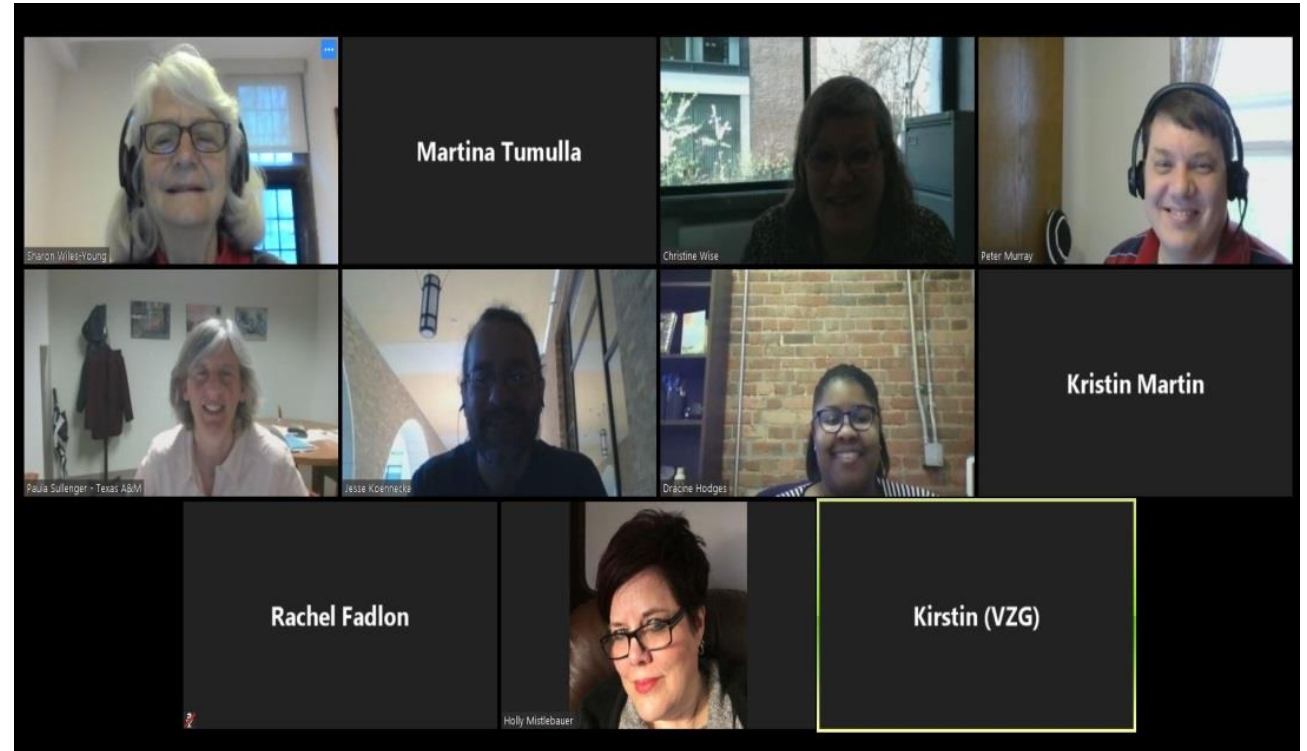 Sharon Wiles-Young
Martina Tumulla
Christine Wise
Peter Murray
Paula Sullenger - Texas A&M
Jesse Koennecke
Dracine Hodges
Kristin Martin
Rachel Fadlon
Holly Mistlebauer
Kirstin (VZG)